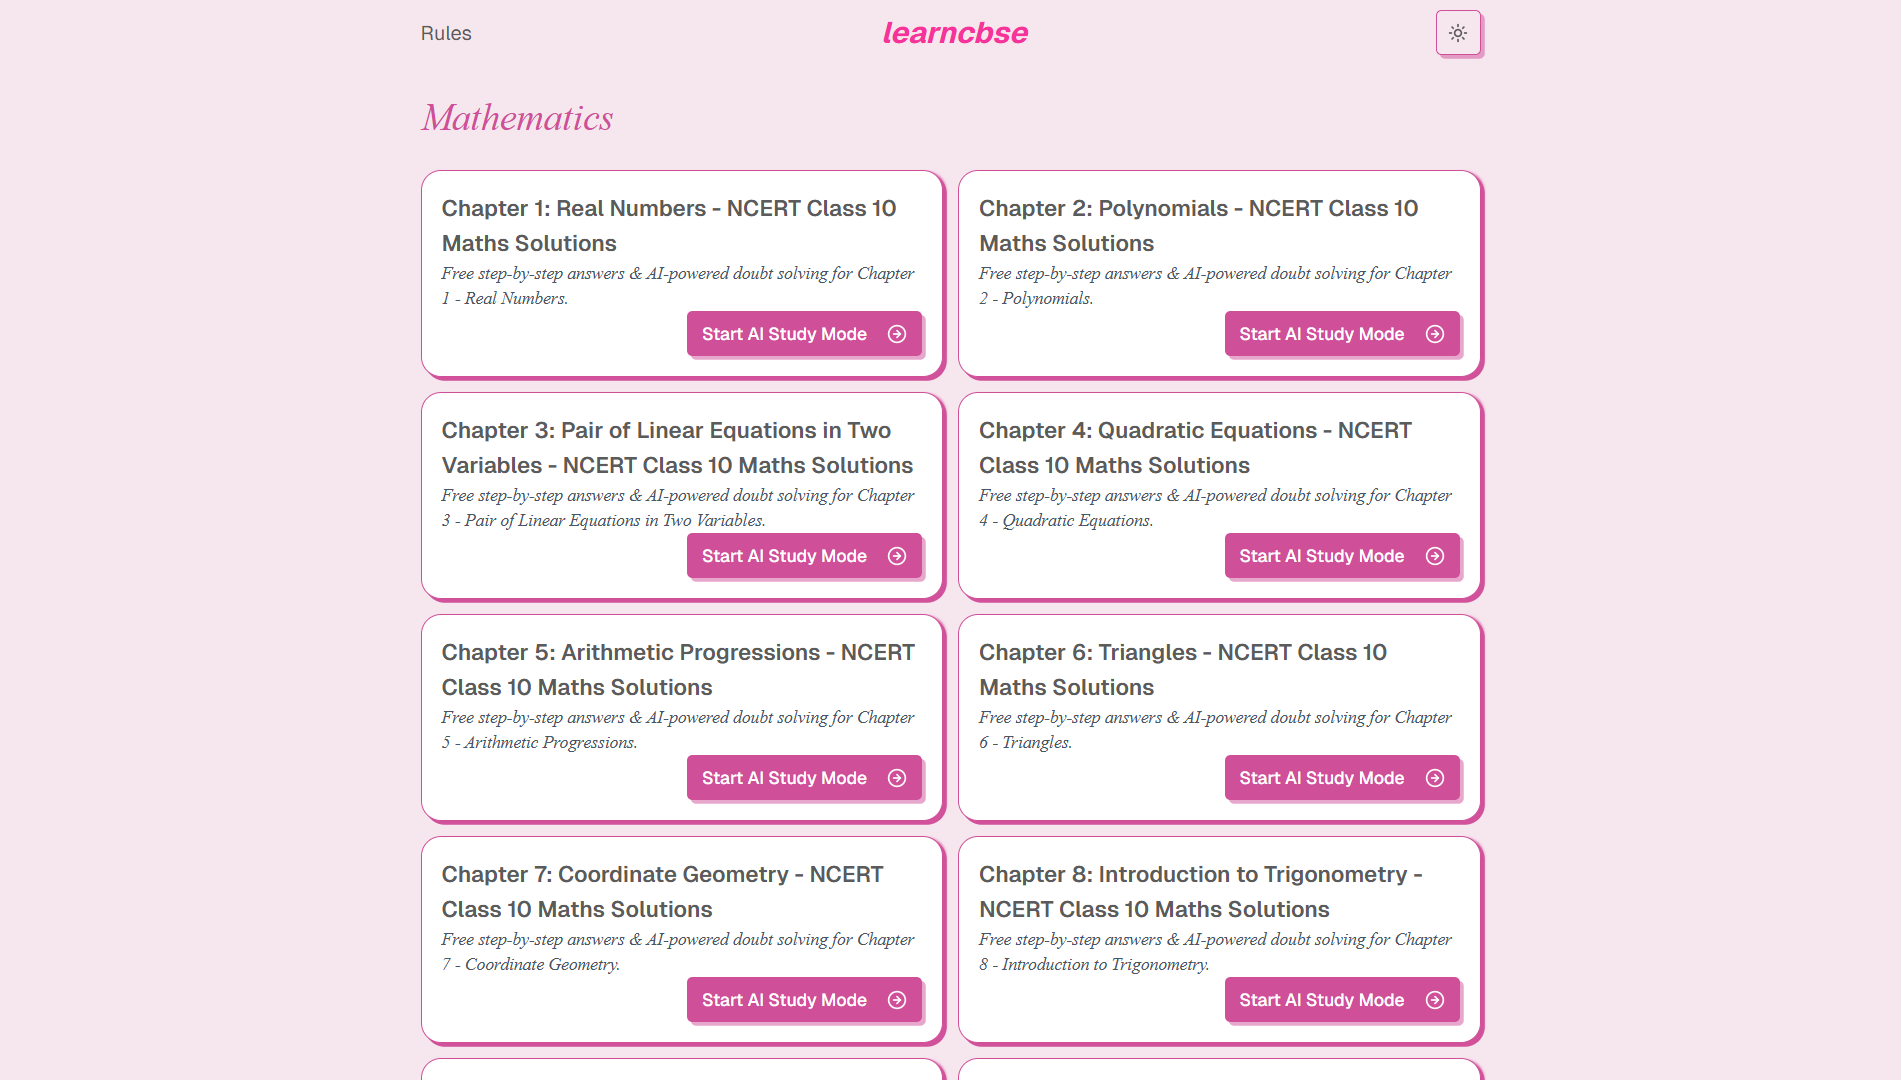 Rules
learncbse
Mathematics
Chapter 1: Real Numbers - NCERT Class 10
Maths Solutions
Free step-by-step answers & AI-powered doubt solving for Chapter
1 - Real Numbers.
Start AI Study Mode
Chapter 2: Polynomials - NCERT Class 10
Maths Solutions
Free step-by-step answers & AI-powered doubt solving for Chapter
2 - Polynomials.
Start AI Study Mode
Chapter 3: Pair of Linear Equations in Two
Variables - NCERT Class 10 Maths Solutions
Free step-by-step answers & AI-powered doubt solving for Chapter
3 - Pair of Linear Equations in Two Variables.
Start AI Study Mode
Chapter 4: Quadratic Equations - NCERT
Class 10 Maths Solutions
Free step-by-step answers & AI-powered doubt solving for Chapter
4 - Quadratic Equations.
Start AI Study Mode
Chapter 5: Arithmetic Progressions - NCERT
Class 10 Maths Solutions
Free step-by-step answers & AI-powered doubt solving for Chapter
5 - Arithmetic Progressions.
Start AI Study Mode
Chapter 6: Triangles - NCERT Class 10
Maths Solutions
Free step-by-step answers & AI-powered doubt solving for Chapter
6 - Triangles.
Start AI Study Mode
Chapter 7: Coordinate Geometry - NCERT
Class 10 Maths Solutions
Free step-by-step answers & AI-powered doubt solving for Chapter
7 - Coordinate Geometry.
Start AI Study Mode
Chapter 8: Introduction to Trigonometry -
NCERT Class 10 Maths Solutions
Free step-by-step answers & AI-powered doubt solving for Chapter
8 - Introduction to Trigonometry.
Start AI Study Mode